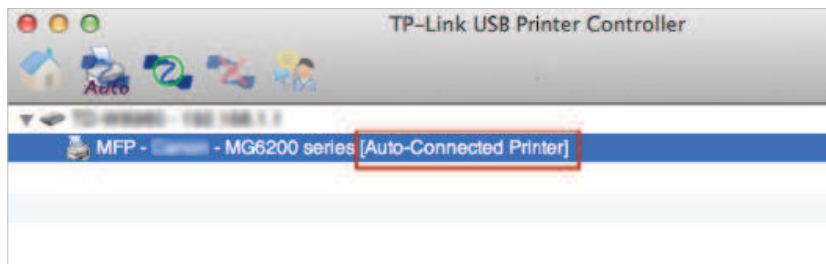 TP-Link USB Printer Controller
Auto
MFP - - MG6200 series [Auto-Connected Printer]